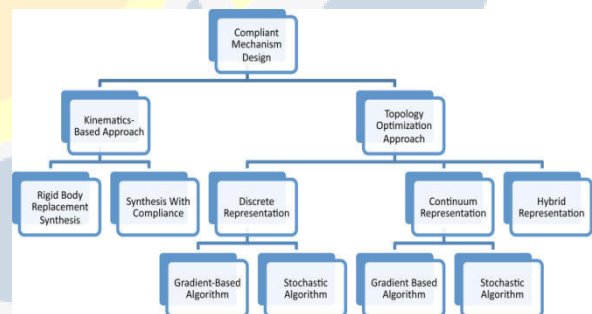 Compliant
Mechanism
Design
Kinematics-
Based Approach
Topology
Optimization
Approach
Rigid Body
Replacement
Synthesis
Synthesis With
Compliance
Discrete
Representation
Continuum
Representation
Hybrid
Representation
Gradient-Based
Algorithm
Stochastic
Algorithm
Gradient Based
Algorithm
Stochastic
Algorithm